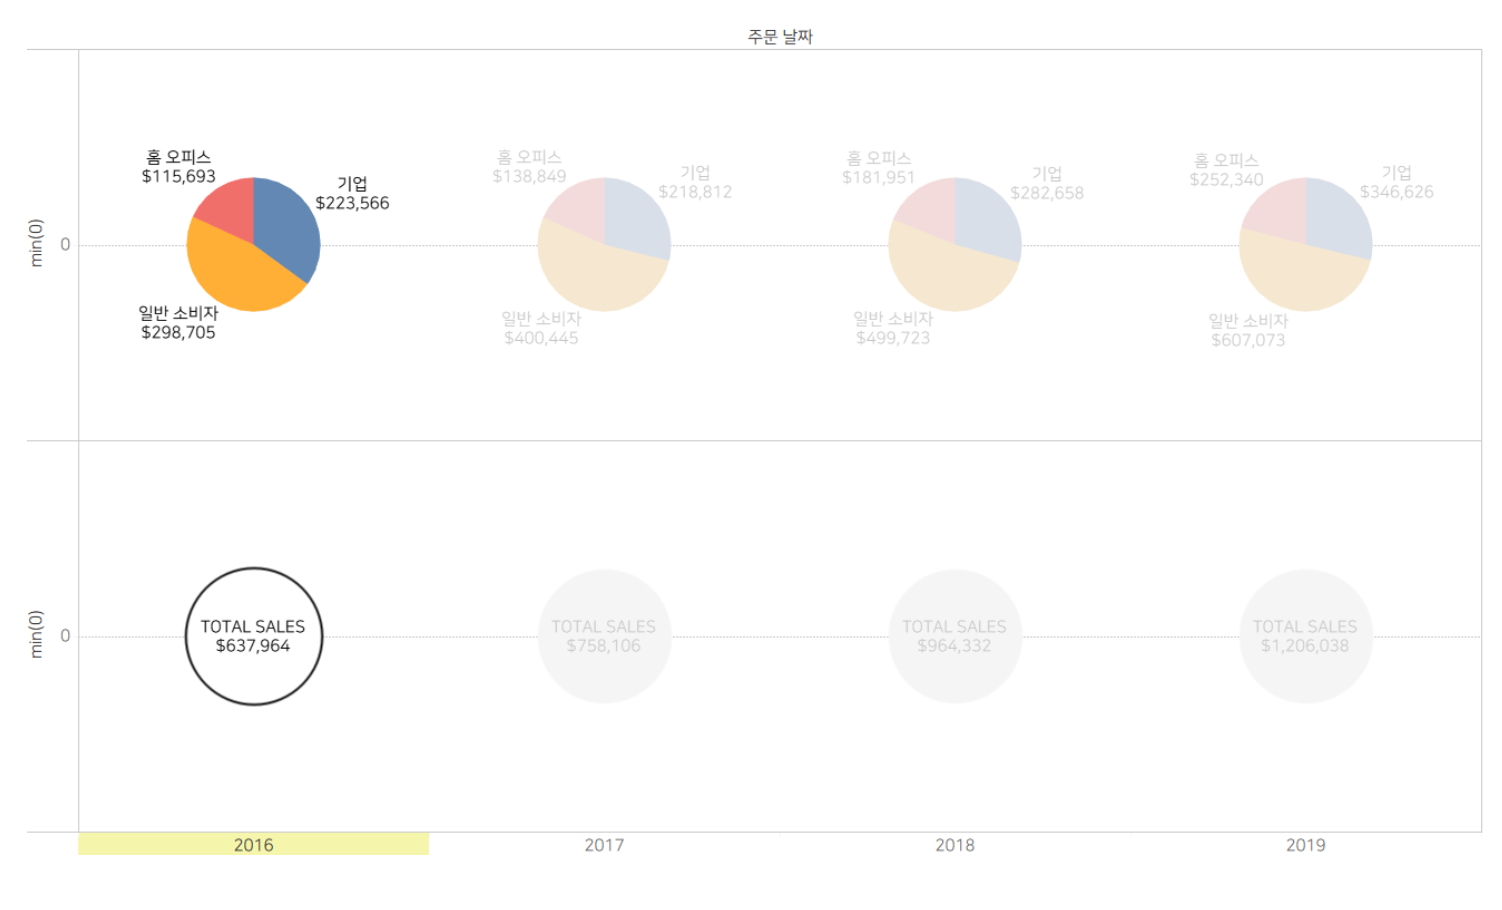 주문 날짜
홈 오피스
$115,693
기업
$223,566
일반 소비자
$298,705
홈 오피스
$138,849
기업
$218,812
일반 소비자
$400,445
홈 오피스
$181,951
기업
$282,658
일반 소비자
$499,723
홈 오피스
$252,340
기업
$346,626
일반 소비자
$607,073
min(0)
0
TOTAL SALES
$637,964
TOTAL SALES
$758,106
TOTAL SALES
$964,332
TOTAL SALES
$1,206,038
min(0)
0
2016
2017
2018
2019